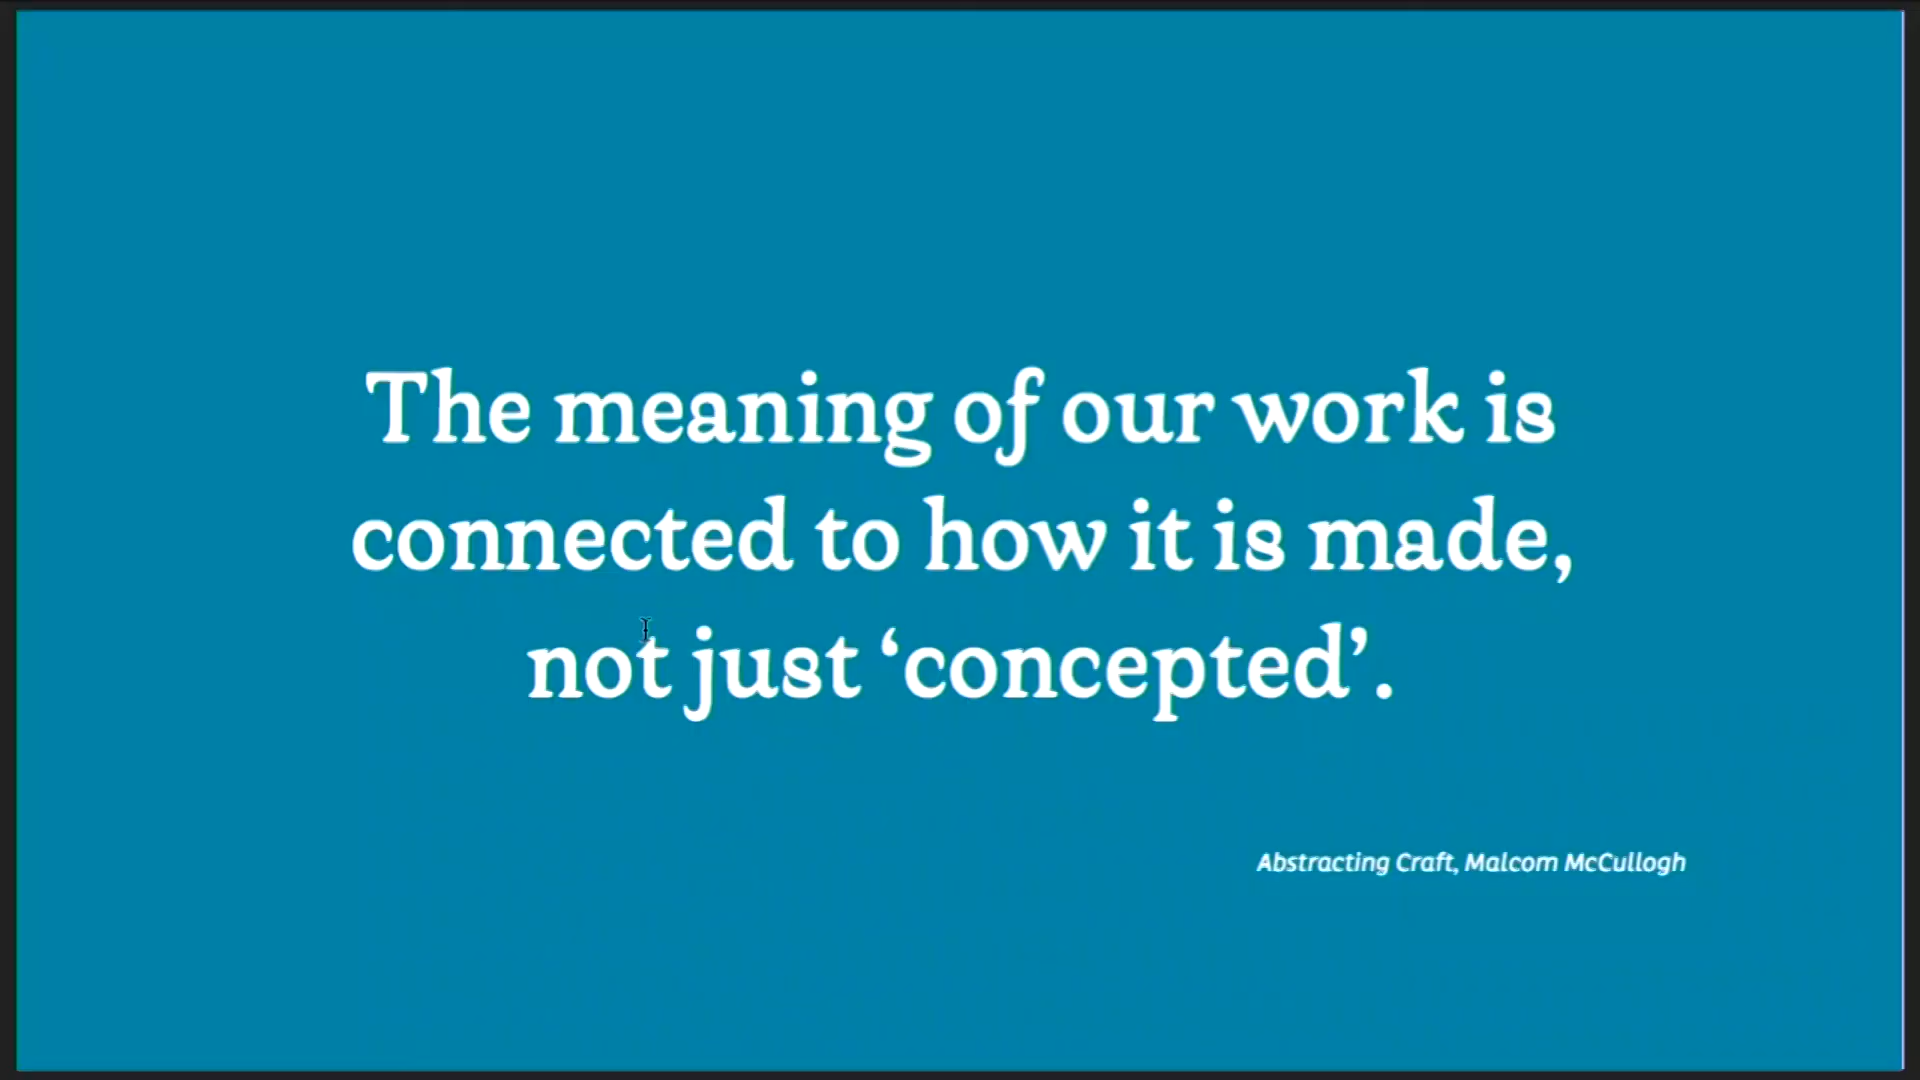 The meaning of our work is
connected to how it is made,
not just ‘concepted’.
Abstracting Craft, Malcom McCullogh